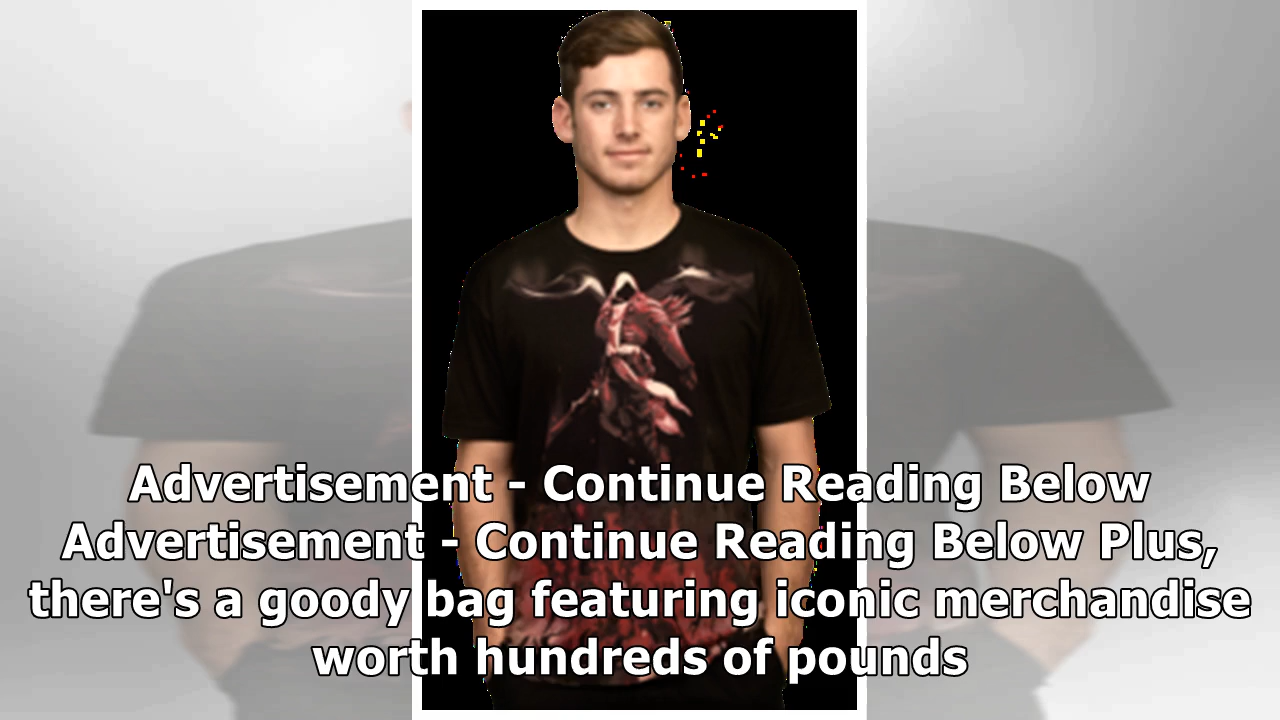 Advertisement - Continue Reading Below
Advertisement - Continue Reading Below Plus,
there's a goody bag featuring iconic merchandise
worth hundreds of pounds